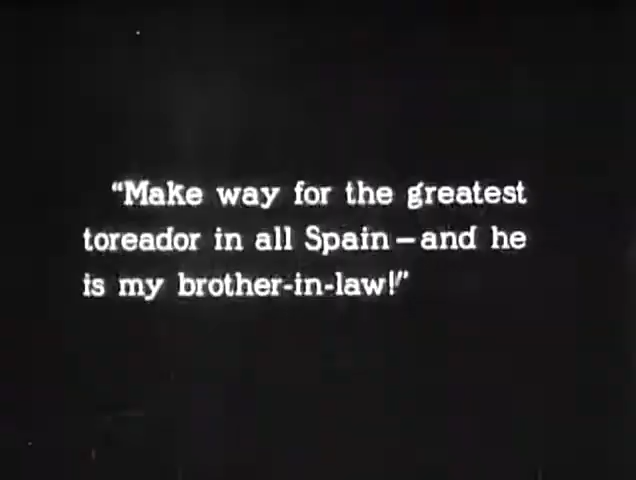 “Make way for the greatest
toreador in all Spain – and he
is my brother-in-law!”